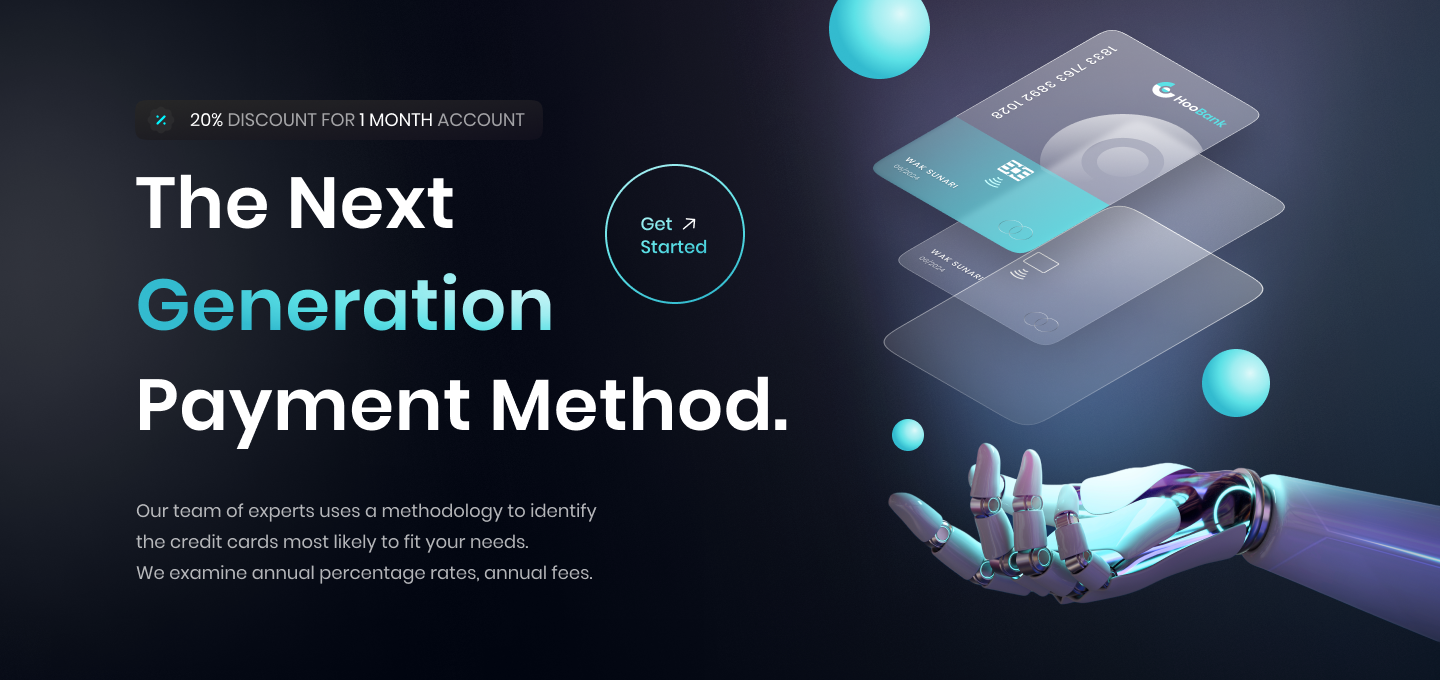 20% DISCOUNT FOR 1 MONTH ACCOUNT
The Next
Generation
Payment Method.
Get
Started
Our team of experts uses a methodology to identify
the credit cards most likely to fit your needs.
We examine annual percentage rates, annual fees.
1833 7163 3892 1028
HooBank
WAK SUNARI
06/2024
WAK SUNARI
06/2024